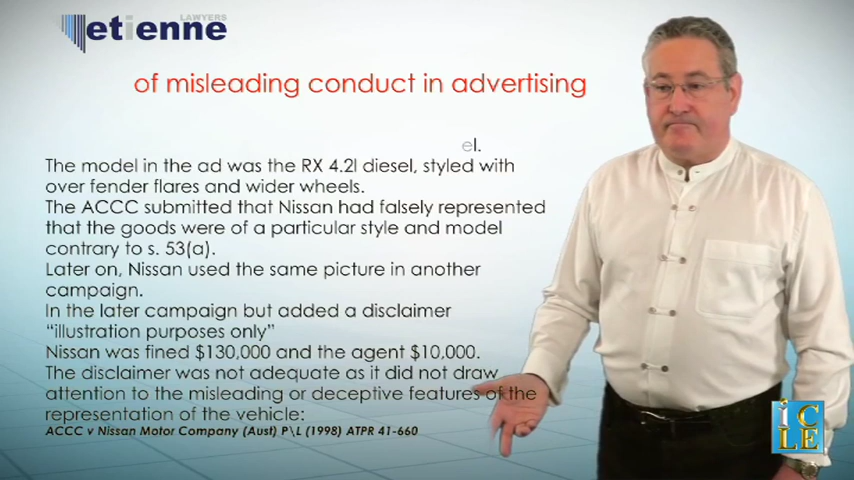 LAWYERS
etienne
of misleading conduct in advertising
el.
The model in the ad was the RX 4.2l diesel, styled with
over fender flares and wider wheels.
The ACCC submitted that Nissan had falsely represented
that the goods were of a particular style and model
contrary to s. 53(a).
Later on, Nissan used the same picture in another
campaign.
In the later campaign but added a disclaimer
“illustration purposes only”
Nissan was fined $130,000 and the agent $10,000.
The disclaimer was not adequate as it did not draw
attention to the misleading or deceptive features of the
representation of the vehicle:
ACCC v Nissan Motor Company (Aust) P\L (1998) ATPR 41-660
iC
LE